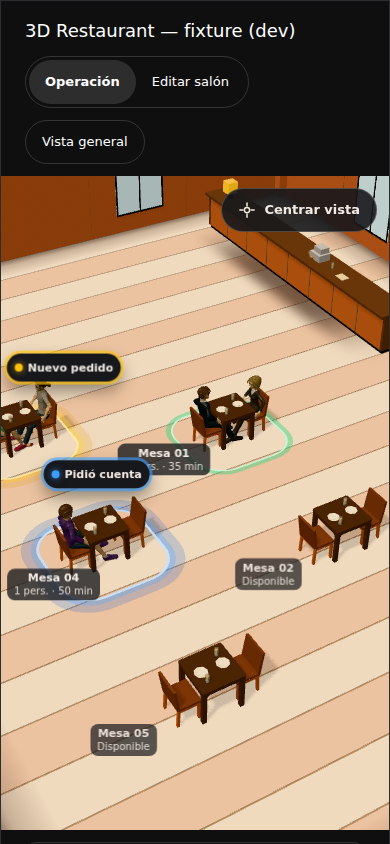 3D Restaurant — fixture (dev)
Operación
Editar salón
Vista general
Centrar vista
Nuevo pedido
Mesa 01
rs. · 35 min
Pidió cuenta
Mesa 02
Disponible
Mesa 04
1 pers. · 50 min
Mesa 05
Disponible